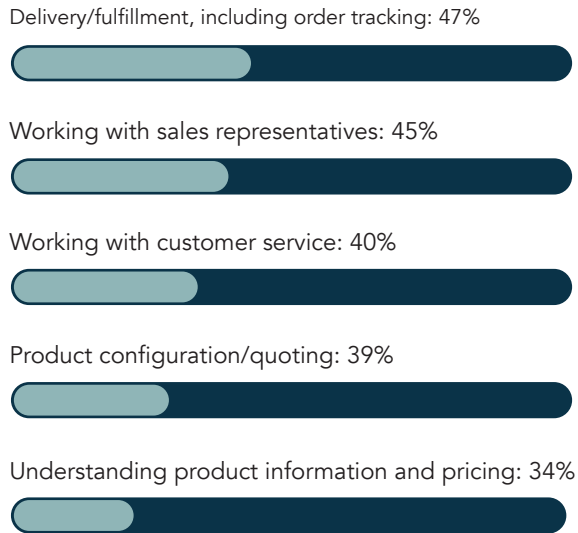 Delivery/fulfillment, including order tracking: 47%
Working with sales representatives: 45%
Working with customer service: 40%
Product configuration/quoting: 39%
Understanding product information and pricing: 34%